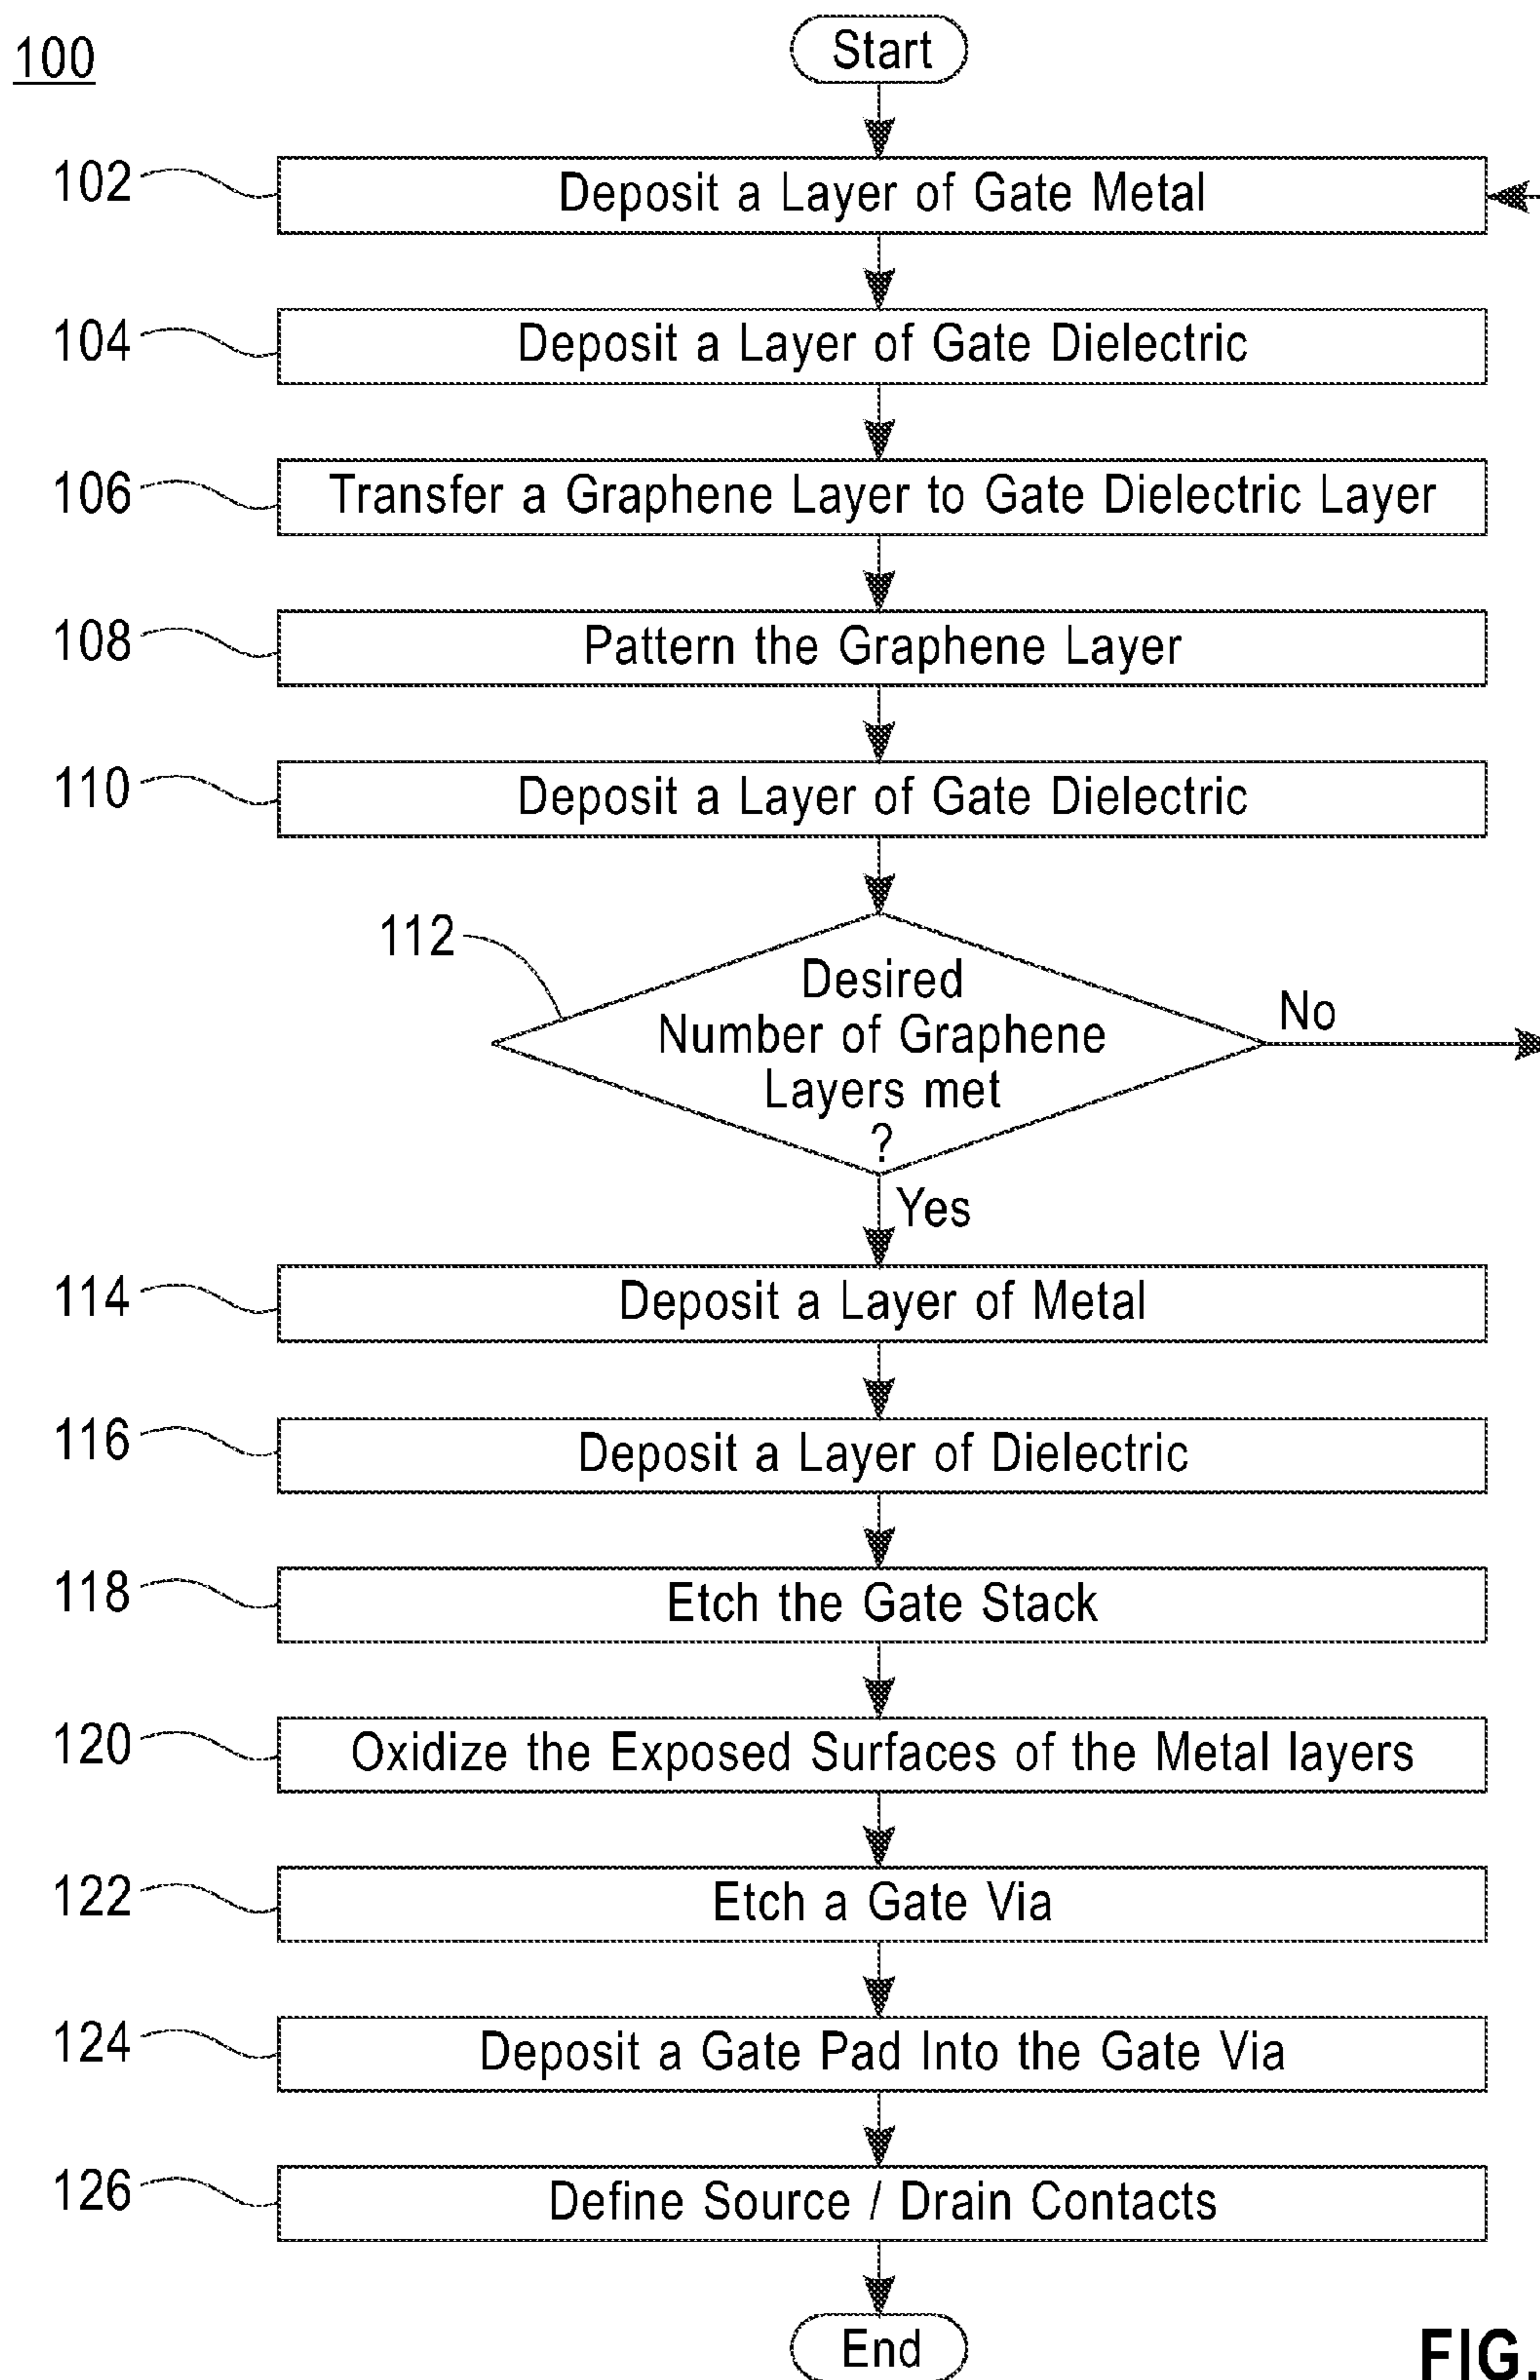 100
Start
102
Deposit a Layer of Gate Metal
104
Deposit a Layer of Gate Dielectric
106
Transfer a Graphene Layer to Gate Dielectric Layer
108
Pattern the Graphene Layer
110
Deposit a Layer of Gate Dielectric
112
Desired
Number of Graphene
Layers met
?
No
Yes
114
Deposit a Layer of Metal
116
Deposit a Layer of Dielectric
118
Etch the Gate Stack
120
Oxidize the Exposed Surfaces of the Metal layers
122
Etch a Gate Via
124
Deposit a Gate Pad Into the Gate Via
126
Define Source / Drain Contacts
End
FIG.